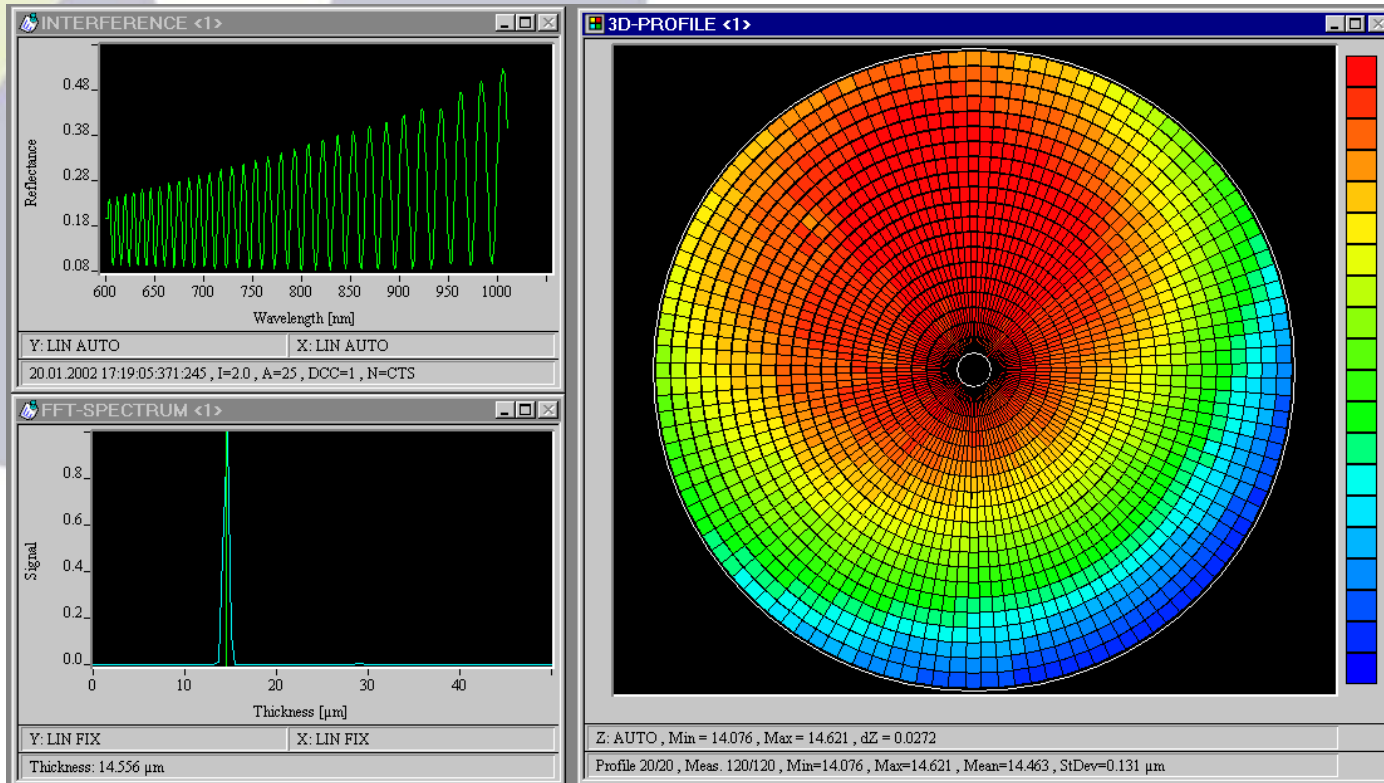 INTERFERENCE <1>
0.48
0.38
0.28
0.18
0.08
Reflectance
600 650 700 750 800 850 900 950 1000
Wavelength [nm]
Y: LIN AUTO X: LIN AUTO
20.01.2002 17:19:05:371:245 , I=2.0 , A=25 , DCC=1 , N=CTS
FFT-SPECTRUM <1>
0.8
0.6
0.4
0.2
0.0
Signal
0 10 20 30 40
Thickness [µm]
Y: LIN FIX X: LIN FIX
Thickness: 14.556 µm
3D-PROFILE <1>
Z: AUTO , Min = 14.076 , Max = 14.621 , dZ = 0.0272
Profile 20/20 , Meas. 120/120 , Min=14.076 , Max=14.621 , Mean=14.463 , StDev=0.131 µm